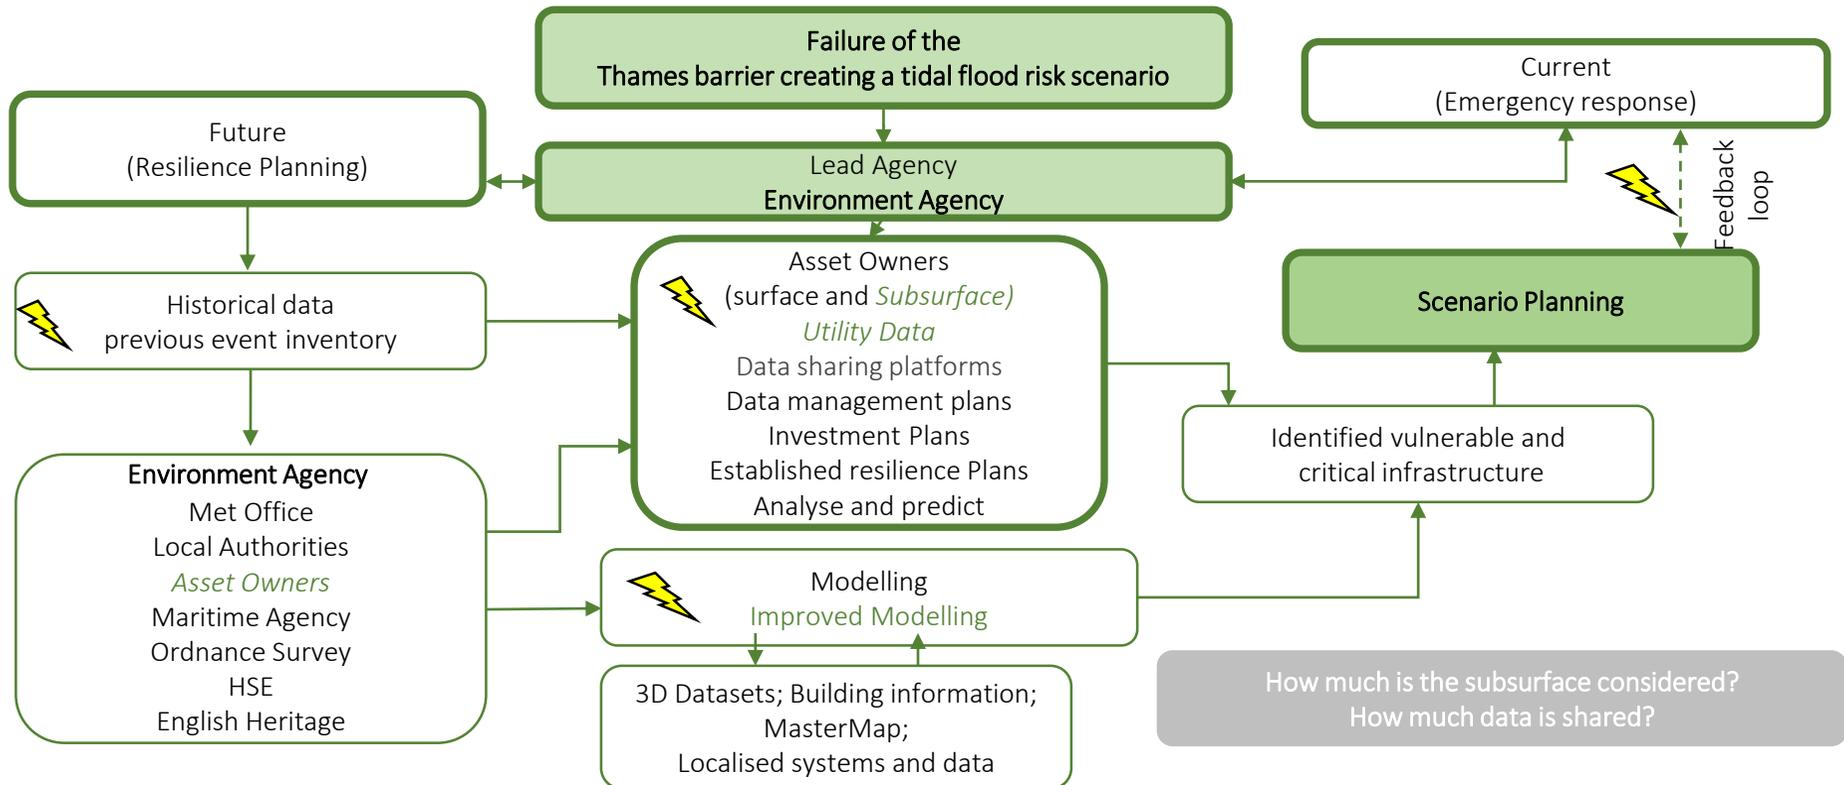 Failure of the
Thames barrier creating a tidal flood risk scenario
Current
(Emergency response)
Future
(Resilience Planning)
Lead Agency
Environment Agency
Feedback
loop
Historical data
previous event inventory
Asset Owners
(surface and Subsurface)
Utility Data
Data sharing platforms
Data management plans
Investment Plans
Established resilience Plans
Analyse and predict
Scenario Planning
Identified vulnerable and
critical infrastructure
Environment Agency
Met Office
Local Authorities
Asset Owners
Maritime Agency
Ordnance Survey
HSE
English Heritage
Modelling
Improved Modelling
3D Datasets; Building information;
MasterMap;
Localised systems and data
How much is the subsurface considered?
How much data is shared?